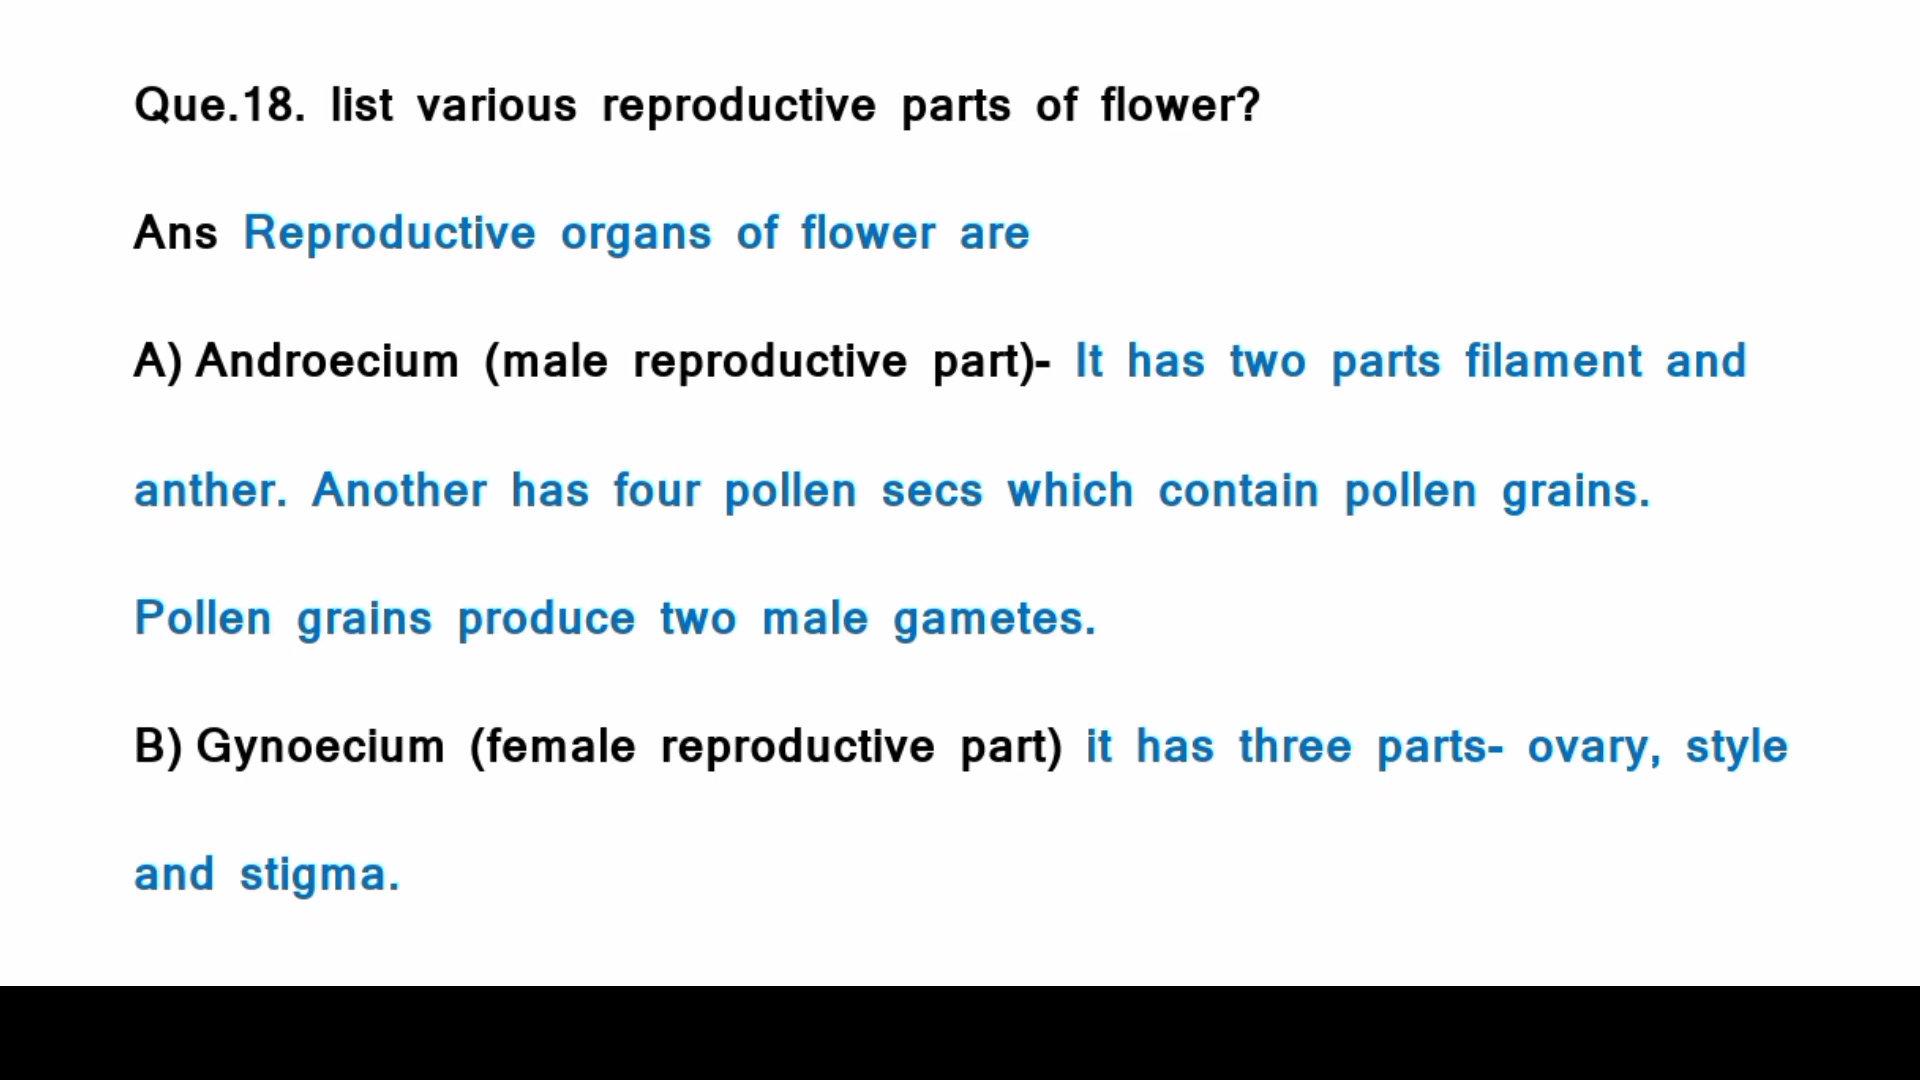 Que.18. list various reproductive parts of flower?
Ans Reproductive organs of flower are
A) Androecium (male reproductive part)- It has two parts filament and
anther. Another has four pollen secs which contain pollen grains.
Pollen grains produce two male gametes.
B) Gynoecium (female reproductive part) it has three parts- ovary, style
and stigma.